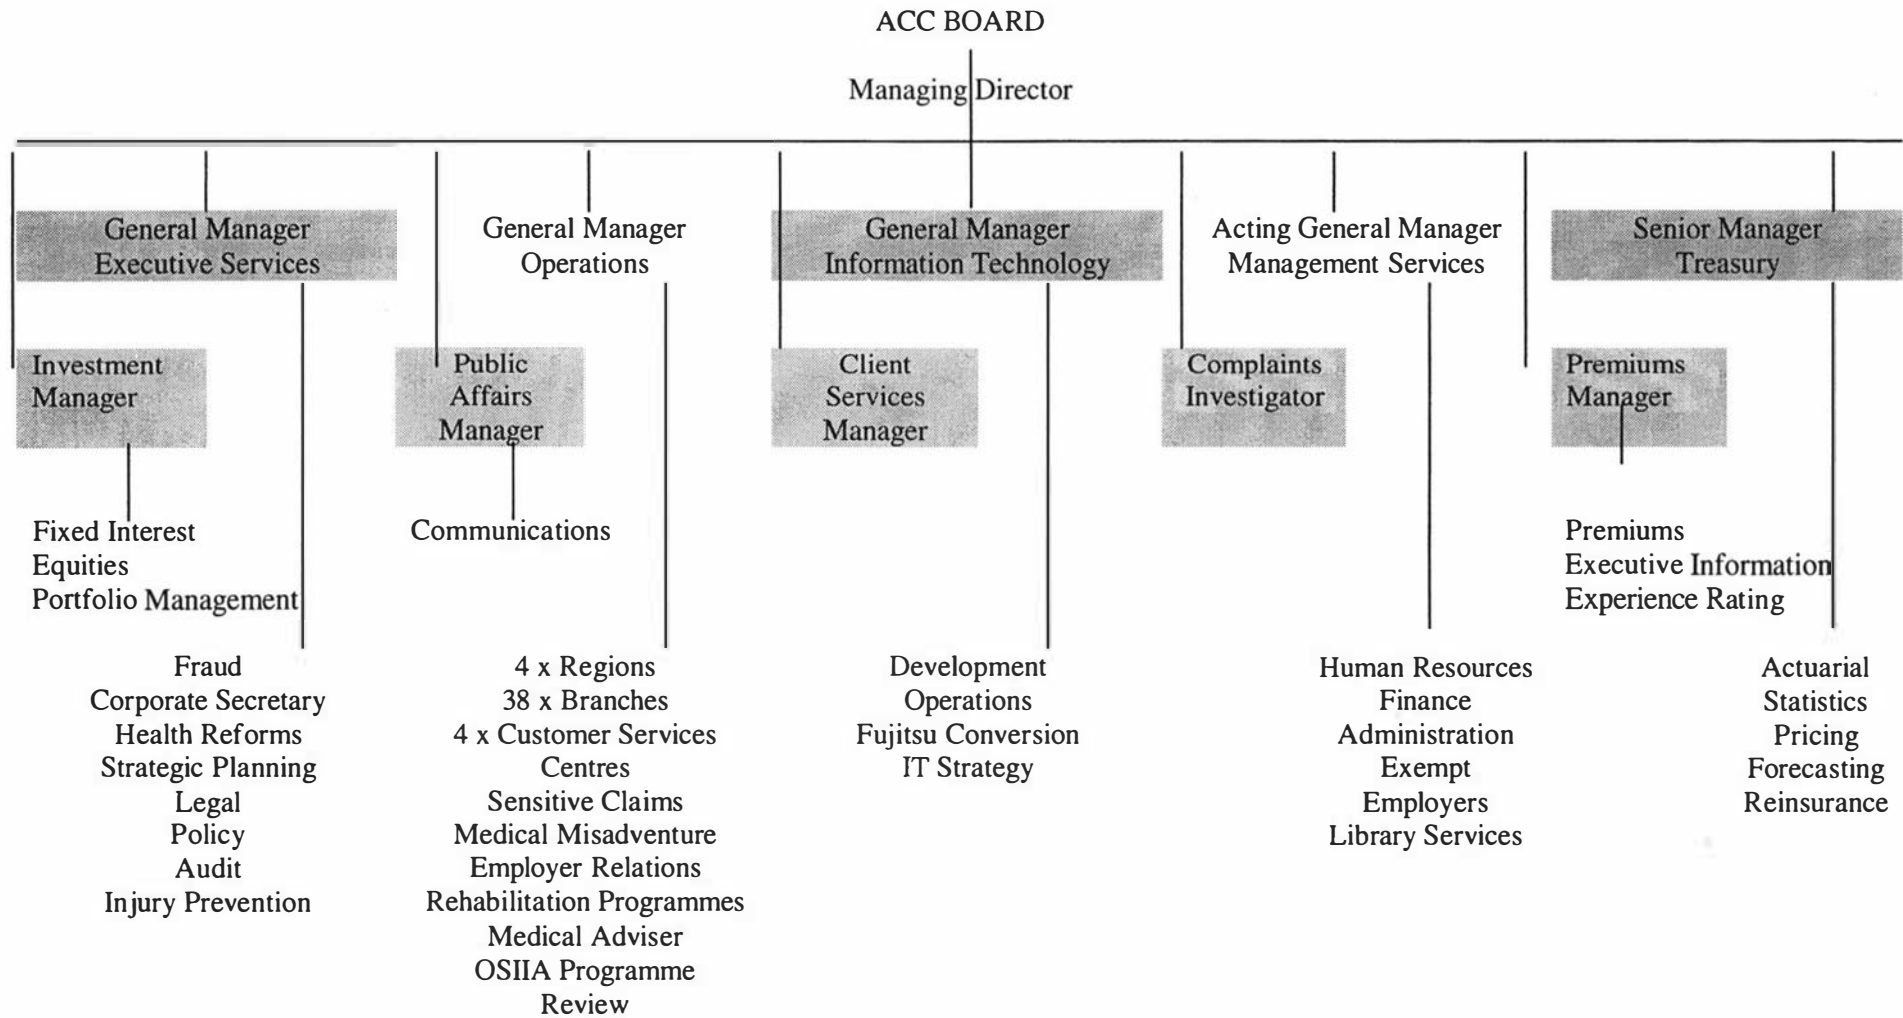 ACC BOARD
Managing Director
General Manager
Executive Services
General Manager
Operations
General Manager
Information Technology
Acting General Manager
Management Services
Senior Manager
Treasury
Investment
Manager
Public
Affairs
Manager
Client
Services
Manager
Complaints
Investigator
Premiums
Manager
Fixed Interest
Equities
Portfolio Management
Communications
Premiums
Executive Information
Experience Rating
Fraud
Corporate Secretary
Health Reforms
Strategic Planning
Legal
Policy
Audit
Injury Prevention
4 x Regions
38 x Branches
4 x Customer Services
Centres
Sensitive Claims
Medical Misadventure
Employer Relations
Rehabilitation Programmes
Medical Adviser
OSIIA Programme
Review
Development
Operations
Fujitsu Conversion
IT Strategy
Human Resources
Finance
Administration
Exempt
Employers
Library Services
Actuarial
Statistics
Pricing
Forecasting
Reinsurance